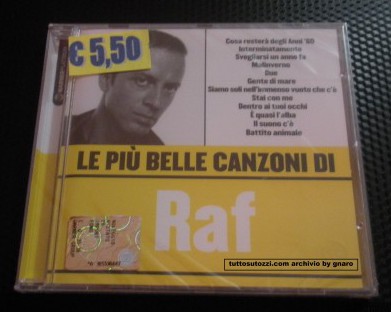 € 5,50
Cosa resterà degli Anni '80
Interminatamente
Svegliarsi un anno fa
Nell'inverno
Due
Gente di mare
Siamo soli nell'immenso vuoto che c'è
Stai con me
Dentro ai tuoi occhi
È quasi l'alba
Il suono c'è
Battito animale
LE PIÙ BELLE CANZONI DI
Raf
tuttosutozzi.com archivio by gnaro